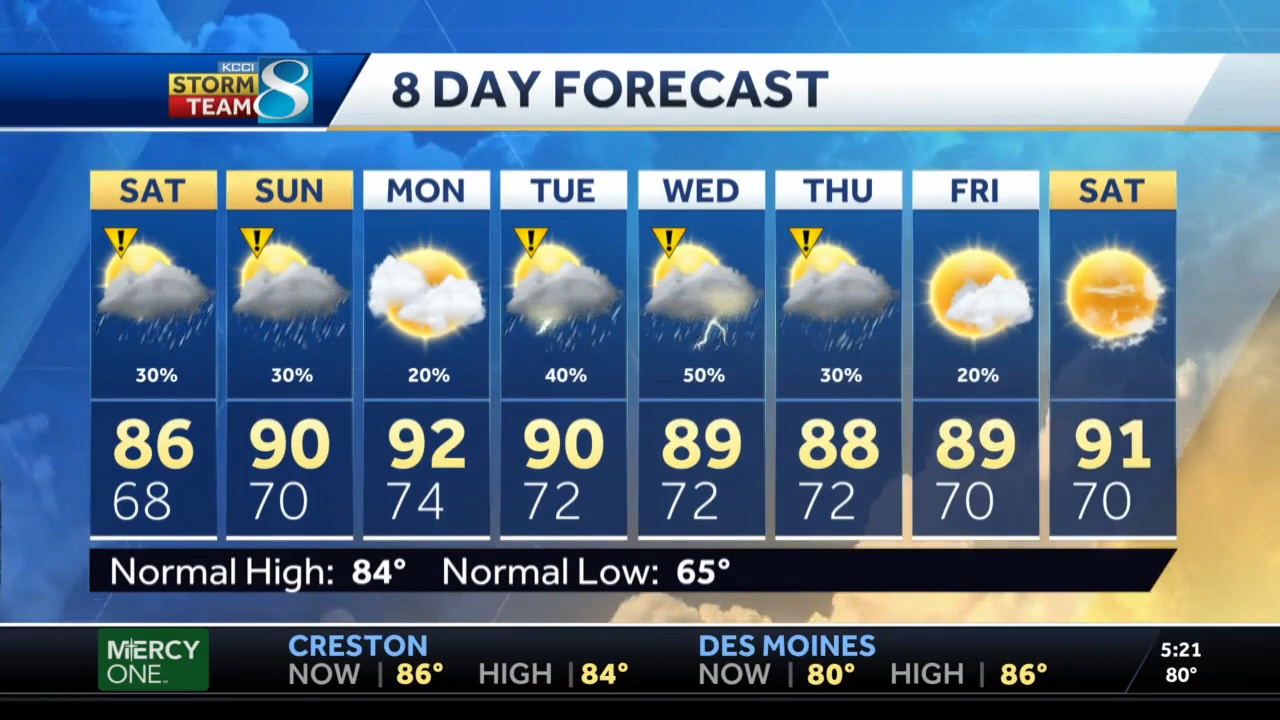 KCCI
STORM
TEAM 8
8 DAY FORECAST
SAT SUN MON TUE WED THU FRI SAT
! ! ! ! !
30% 30% 20% 40% 50% 30% 20%
86 90 92 90 89 88 89 91
68 70 74 72 72 72 70 70
Normal High: 84° Normal Low: 65°
MERCY
ONE
CRESTON
NOW | 86° HIGH | 84°
DES MOINES
NOW | 80° HIGH | 86°
5:21
80°